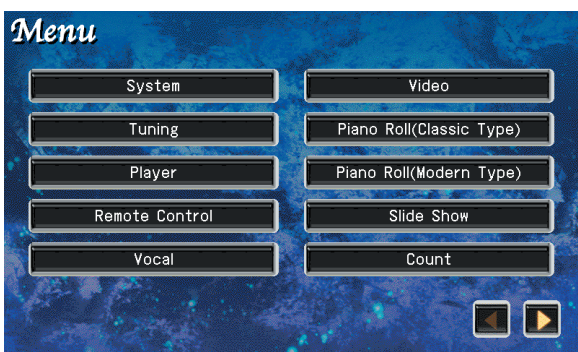 Menu
System
Tuning
Player
Remote Control
Vocal
Video
Piano Roll(Classic Type)
Piano Roll(Modern Type)
Slide Show
Count